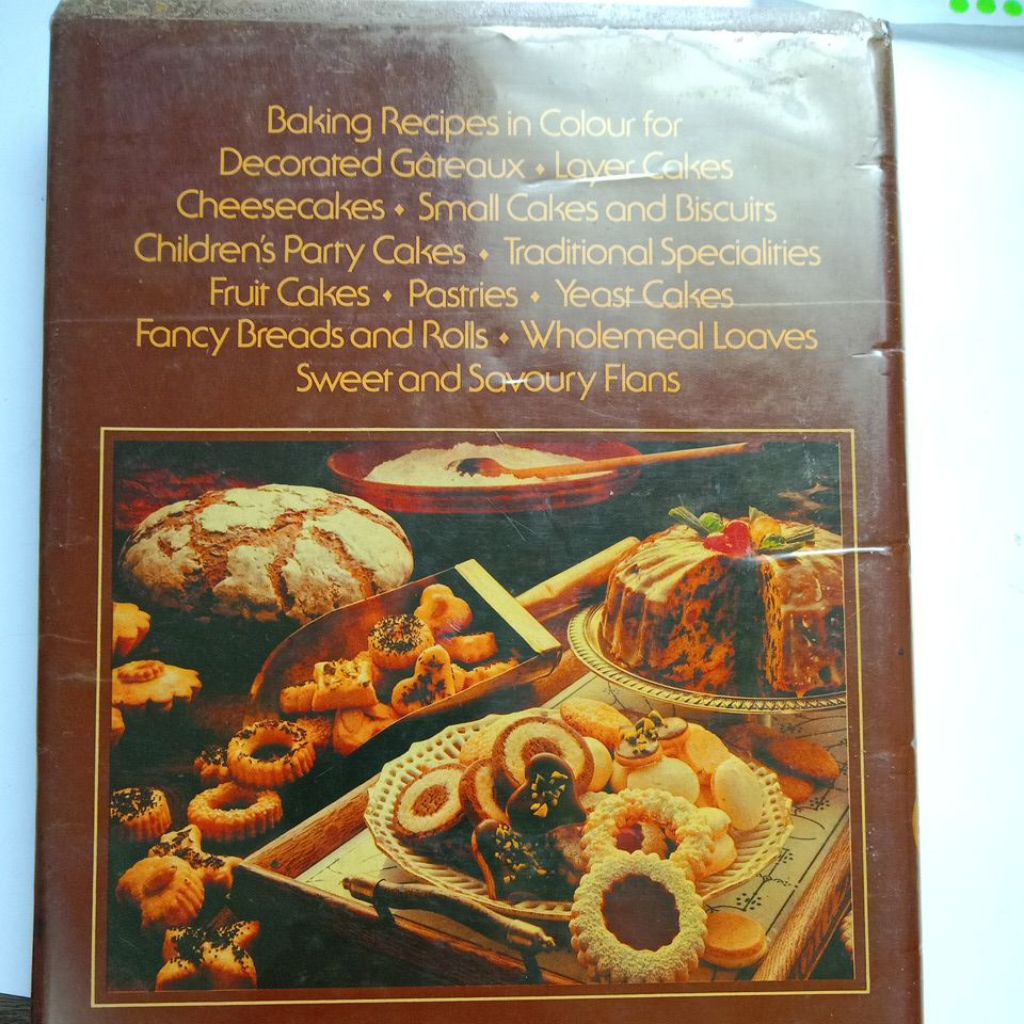 Baking Recipes in Colour for
Decorated Gâteaux ♦ Layer Cakes
Cheesecakes ♦ Small Cakes and Biscuits
Children's Party Cakes ♦ Traditional Specialities
Fruit Cakes ♦ Pastries ♦ Yeast Cakes
Fancy Breads and Rolls ♦ Wholemeal Loaves
Sweet and Savoury Flans